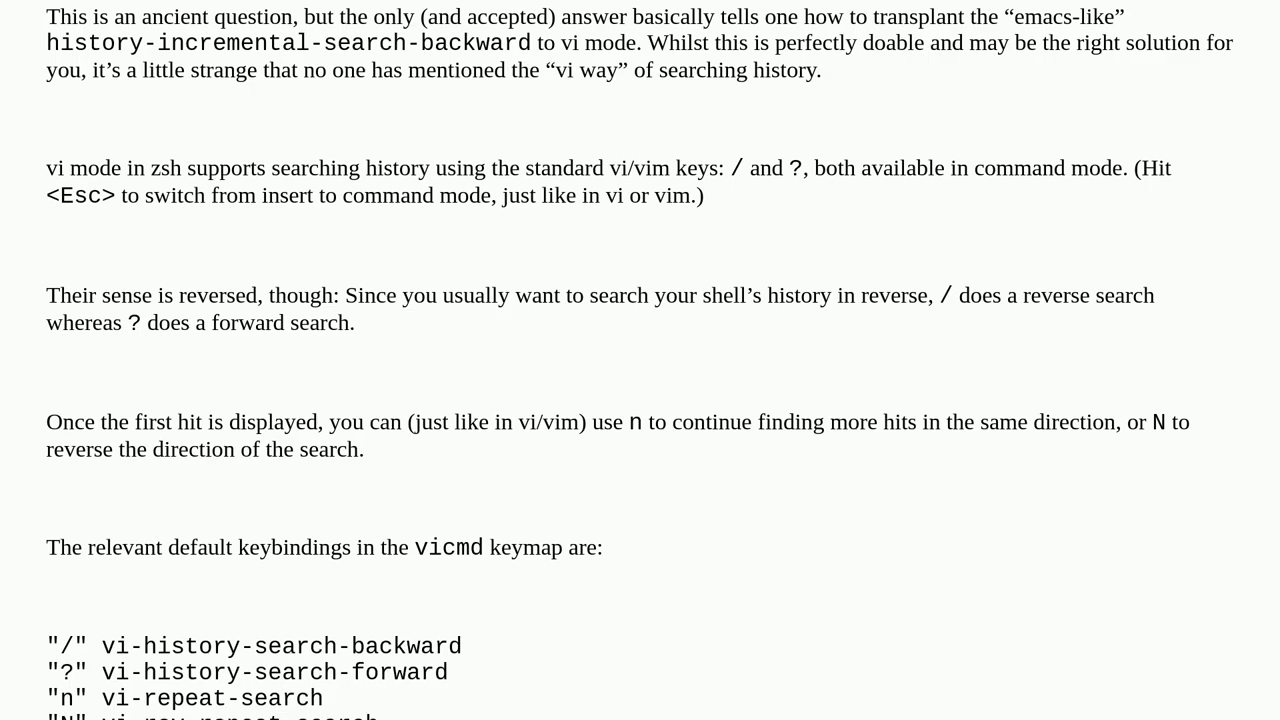 This is an ancient question, but the only (and accepted) answer basically tells one how to transplant the “emacs-like”
history-incremental-search-backward to vi mode. Whilst this is perfectly doable and may be the right solution for
you, it’s a little strange that no one has mentioned the “vi way” of searching history.
vi mode in zsh supports searching history using the standard vi/vim keys: / and ?, both available in command mode. (Hit
<Esc> to switch from insert to command mode, just like in vi or vim.)
Their sense is reversed, though: Since you usually want to search your shell’s history in reverse, / does a reverse search
whereas ? does a forward search.
Once the first hit is displayed, you can (just like in vi/vim) use n to continue finding more hits in the same direction, or N to
reverse the direction of the search.
The relevant default keybindings in the vicmd keymap are:
"/" vi-history-search-backward
"?" vi-history-search-forward
"n" vi-repeat-search
"N" vi-rev-repeat-search